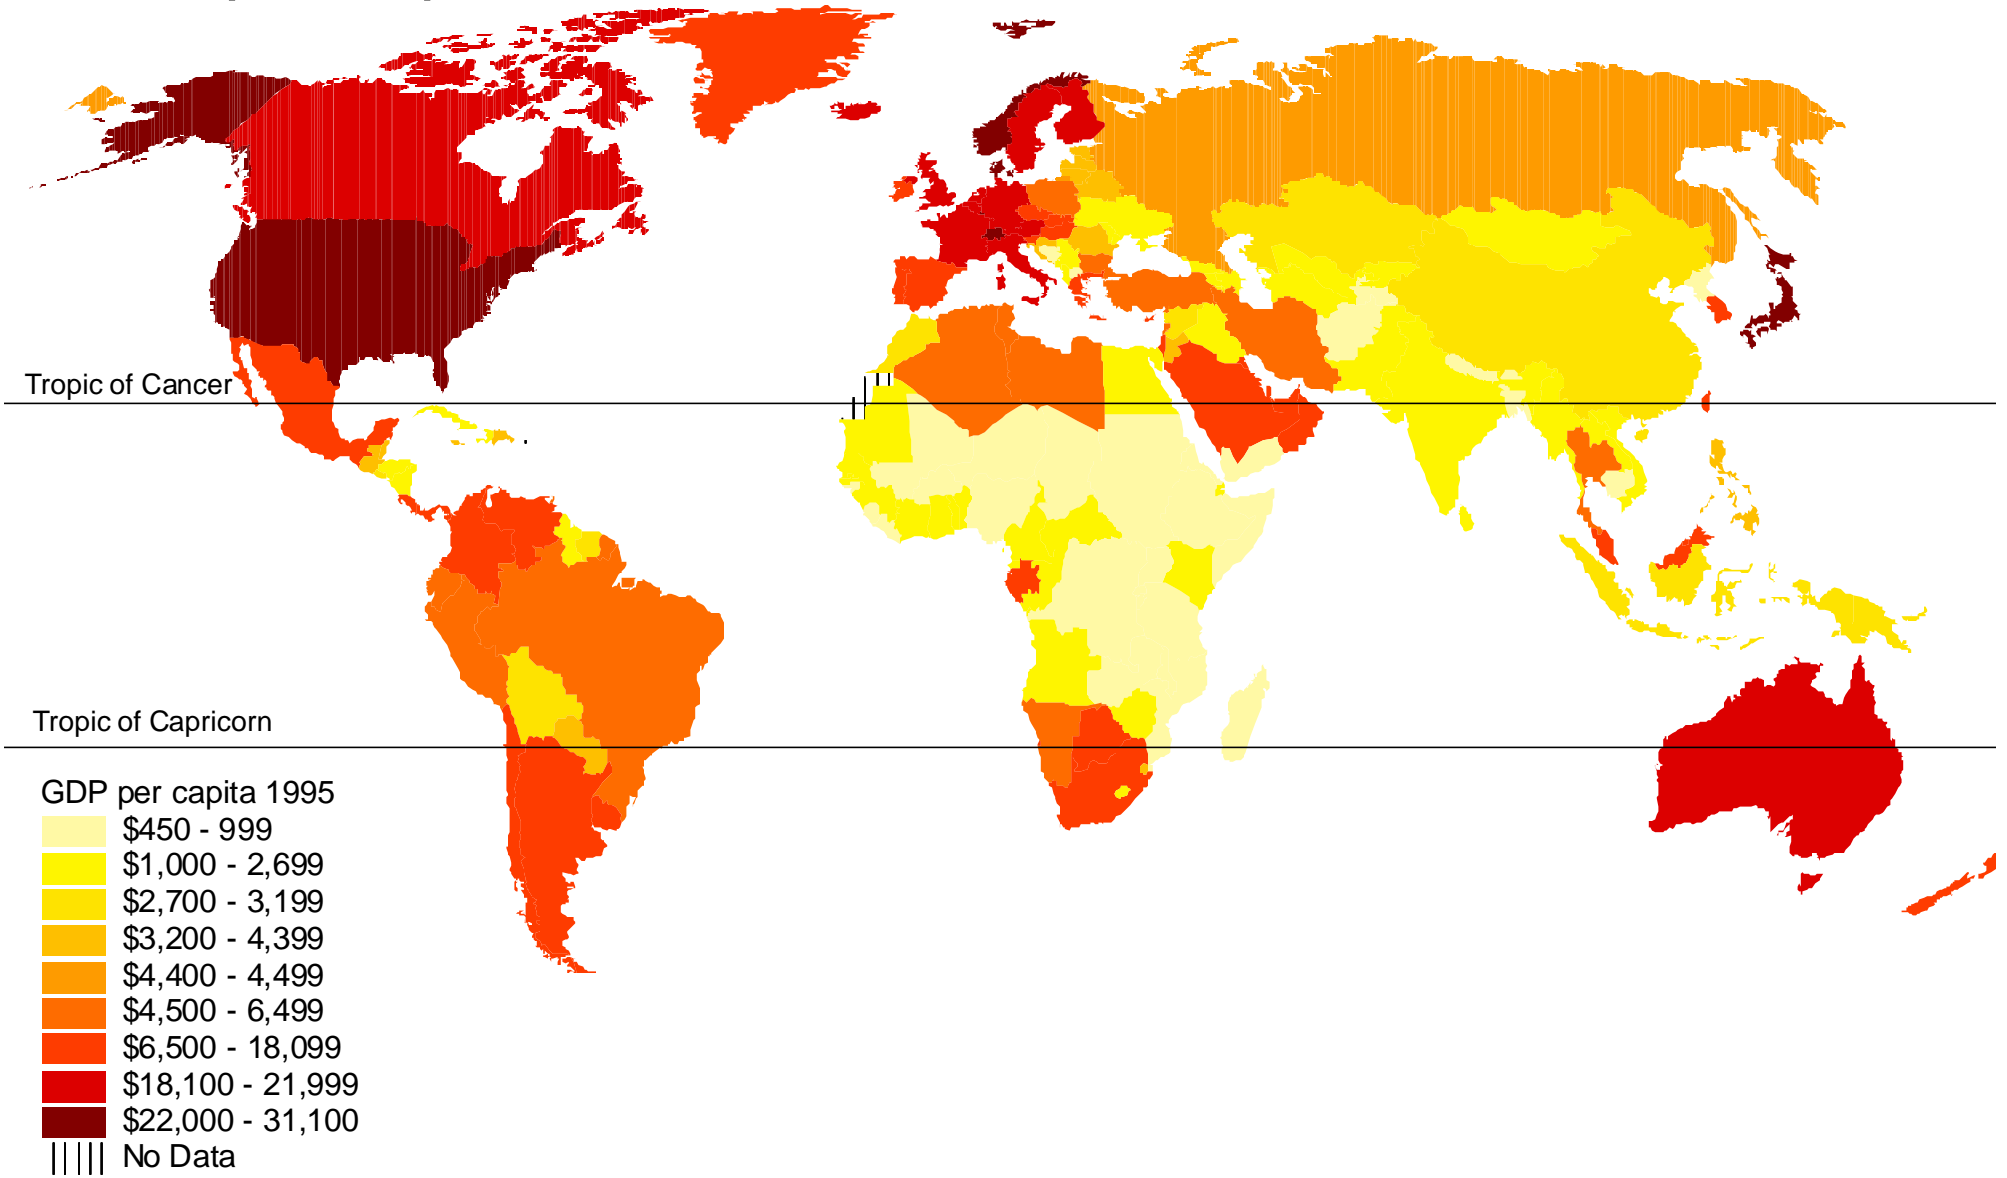 Tropic of Cancer
Tropic of Capricorn
GDP per capita 1995
$450 - 999
$1,000 - 2,699
$2,700 - 3,199
$3,200 - 4,399
$4,400 - 4,499
$4,500 - 6,499
$6,500 - 18,099
$18,100 - 21,999
$22,000 - 31,100
No Data